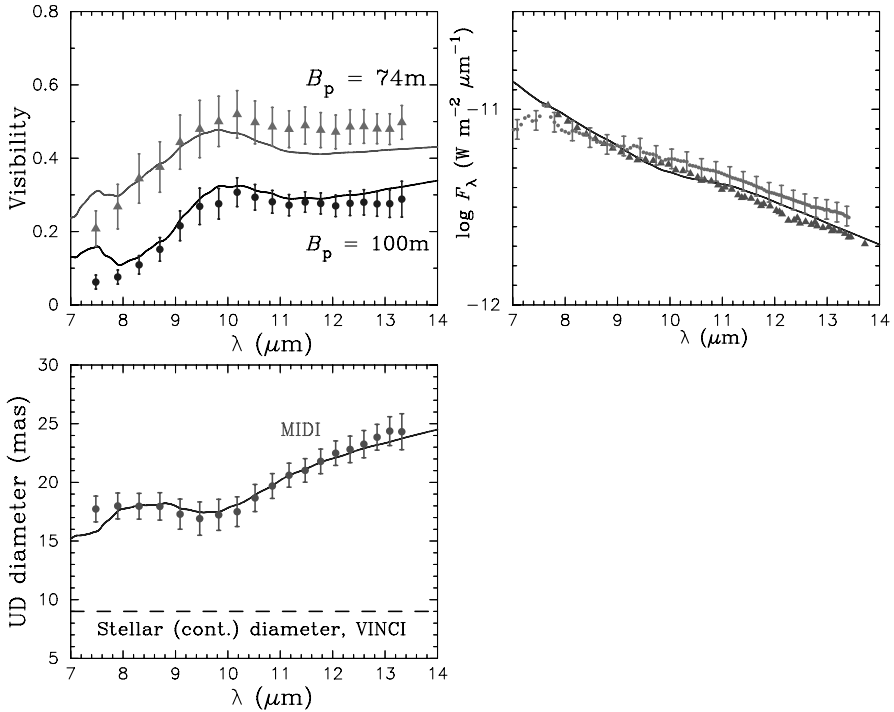 0.8
0.6
0.4
0.2
0
Visibility
B_p = 74m
B_p = 100m
7 8 9 10 11 12 13 14
λ (μm)
log F_λ (W m⁻² μm⁻¹)
−11
−12
7 8 9 10 11 12 13 14
λ (μm)
30
25
20
15
10
5
UD diameter (mas)
MIDI
Stellar (cont.) diameter, VINCI
7 8 9 10 11 12 13 14
λ (μm)